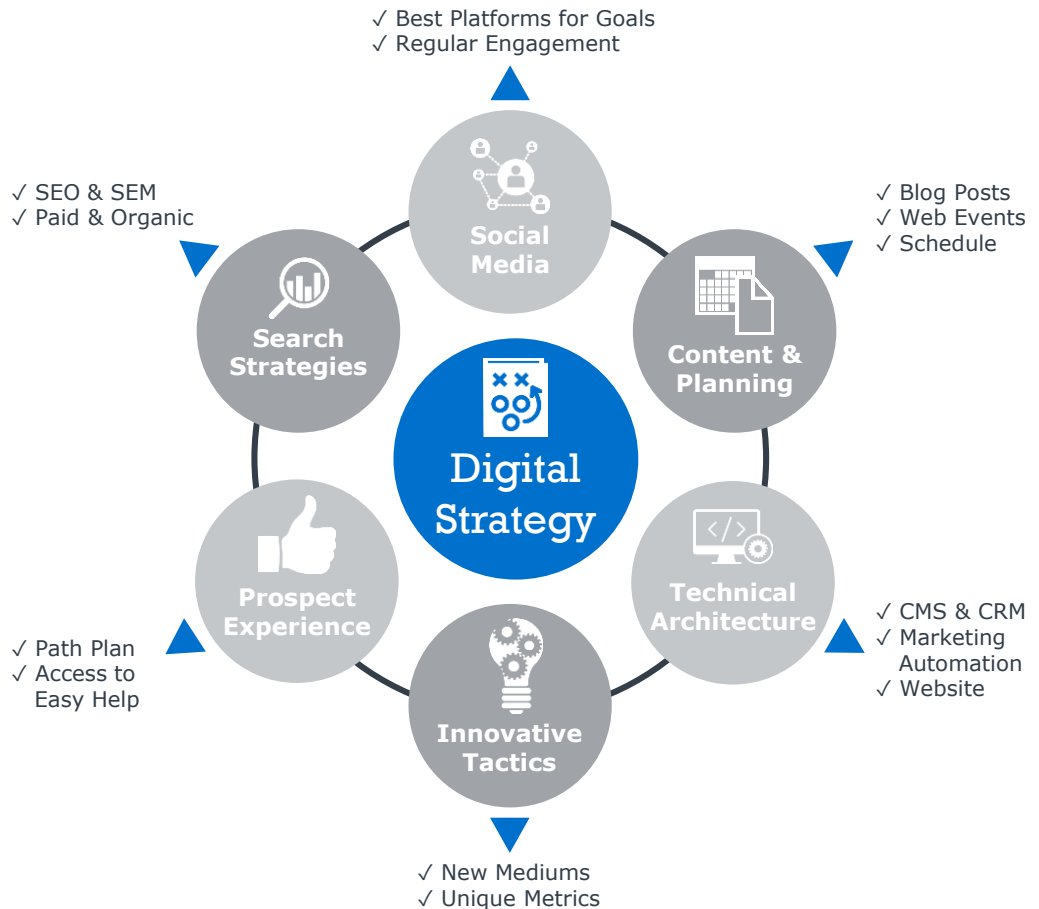 ✓ Best Platforms for Goals
✓ Regular Engagement
Social
Media
✓ SEO & SEM
✓ Paid & Organic
Search
Strategies
✓ Blog Posts
✓ Web Events
✓ Schedule
Content &
Planning
Digital
Strategy
Prospect
Experience
✓ Path Plan
✓ Access to
Easy Help
</>
Technical
Architecture
✓ CMS & CRM
✓ Marketing
Automation
✓ Website
Innovative
Tactics
✓ New Mediums
✓ Unique Metrics